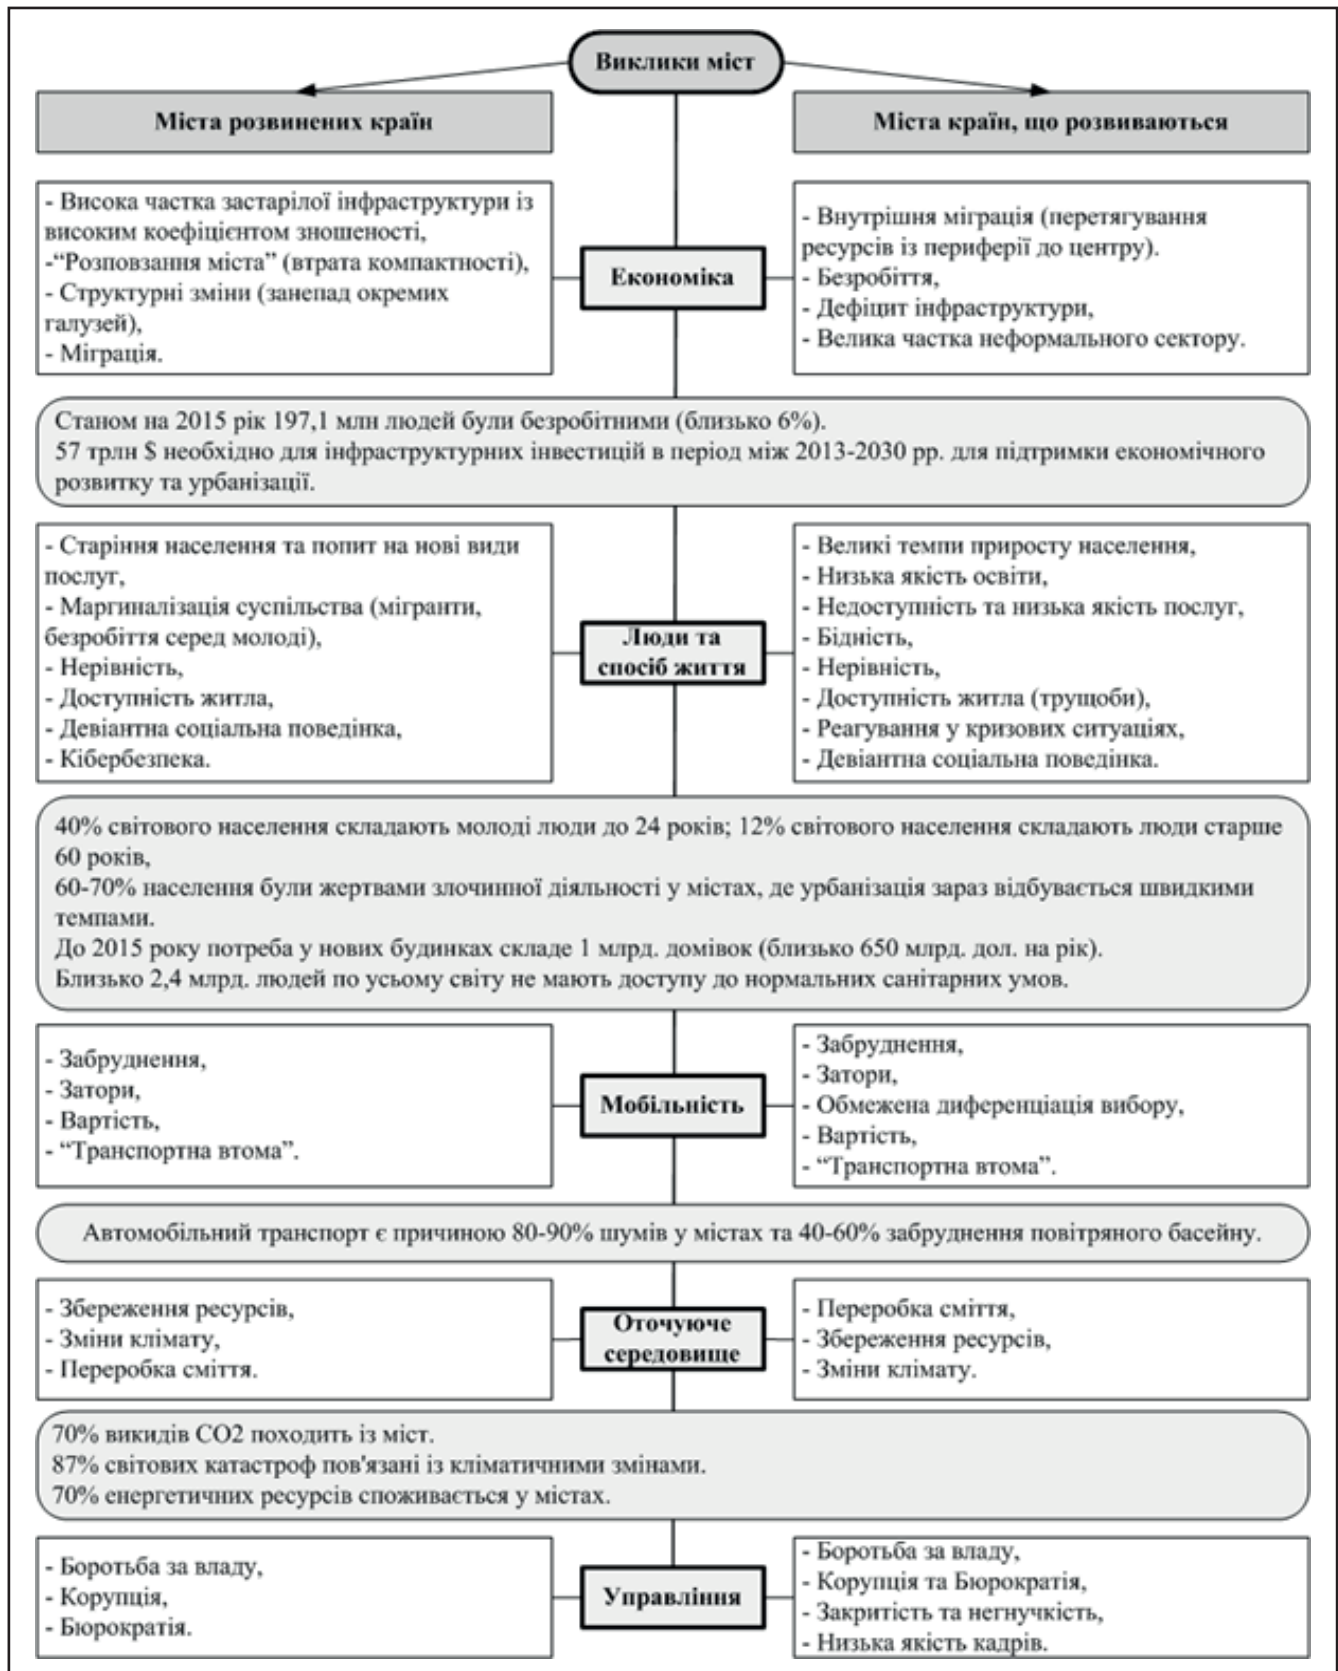 Виклики міст
Міста розвинених країн
Міста країн, що розвиваються
- Висока частка застарілої інфраструктури із
високим коефіцієнтом зношеності,
-“Розповзання міста” (втрата компактності),
- Структурні зміни (занепад окремих
галузей),
- Міграція.
Економіка
- Внутрішня міграція (перетягування
ресурсів із периферії до центру).
- Безробіття,
- Дефіцит інфраструктури,
- Велика частка неформального сектору.
Станом на 2015 рік 197,1 млн людей були безробітними (близько 6%).
57 трлн $ необхідно для інфраструктурних інвестицій в період між 2013-2030 рр. для підтримки економічного
розвитку та урбанізації.
- Старіння населення та попит на нові види
послуг,
- Маргиналізація суспільства (мігранти,
безробіття серед молоді),
- Нерівність,
- Доступність житла,
- Девіантна соціальна поведінка,
- Кібербезпека.
Люди та
спосіб життя
- Великі темпи приросту населення,
- Низька якість освіти,
- Недоступність та низька якість послуг,
- Бідність,
- Нерівність,
- Доступність житла (трущоби),
- Реагування у кризових ситуаціях,
- Девіантна соціальна поведінка.
40% світового населення складають молоді люди до 24 років; 12% світового населення складають люди старше
60 років,
60-70% населення були жертвами злочинної діяльності у містах, де урбанізація зараз відбувається швидкими
темпами.
До 2015 року потреба у нових будинках складе 1 млрд. домівок (близько 650 млрд. дол. на рік).
Близько 2,4 млрд. людей по усьому світу не мають доступу до нормальних санітарних умов.
- Забруднення,
- Затори,
- Вартість,
- “Транспортна втома”.
Мобільність
- Забруднення,
- Затори,
- Обмежена диференціація вибору,
- Вартість,
- “Транспортна втома”.
Автомобільний транспорт є причиною 80-90% шумів у містах та 40-60% забруднення повітряного басейну.
- Збереження ресурсів,
- Зміни клімату,
- Переробка сміття.
Оточуюче
середовище
- Переробка сміття,
- Збереження ресурсів,
- Зміни клімату.
70% викидів СО2 походить із міст.
87% світових катастроф пов'язані із кліматичними змінами.
70% енергетичних ресурсів споживається у містах.
- Боротьба за владу,
- Корупція,
- Бюрократія.
Управління
- Боротьба за владу,
- Корупція та Бюрократія,
- Закритість та негнучкість,
- Низька якість кадрів.